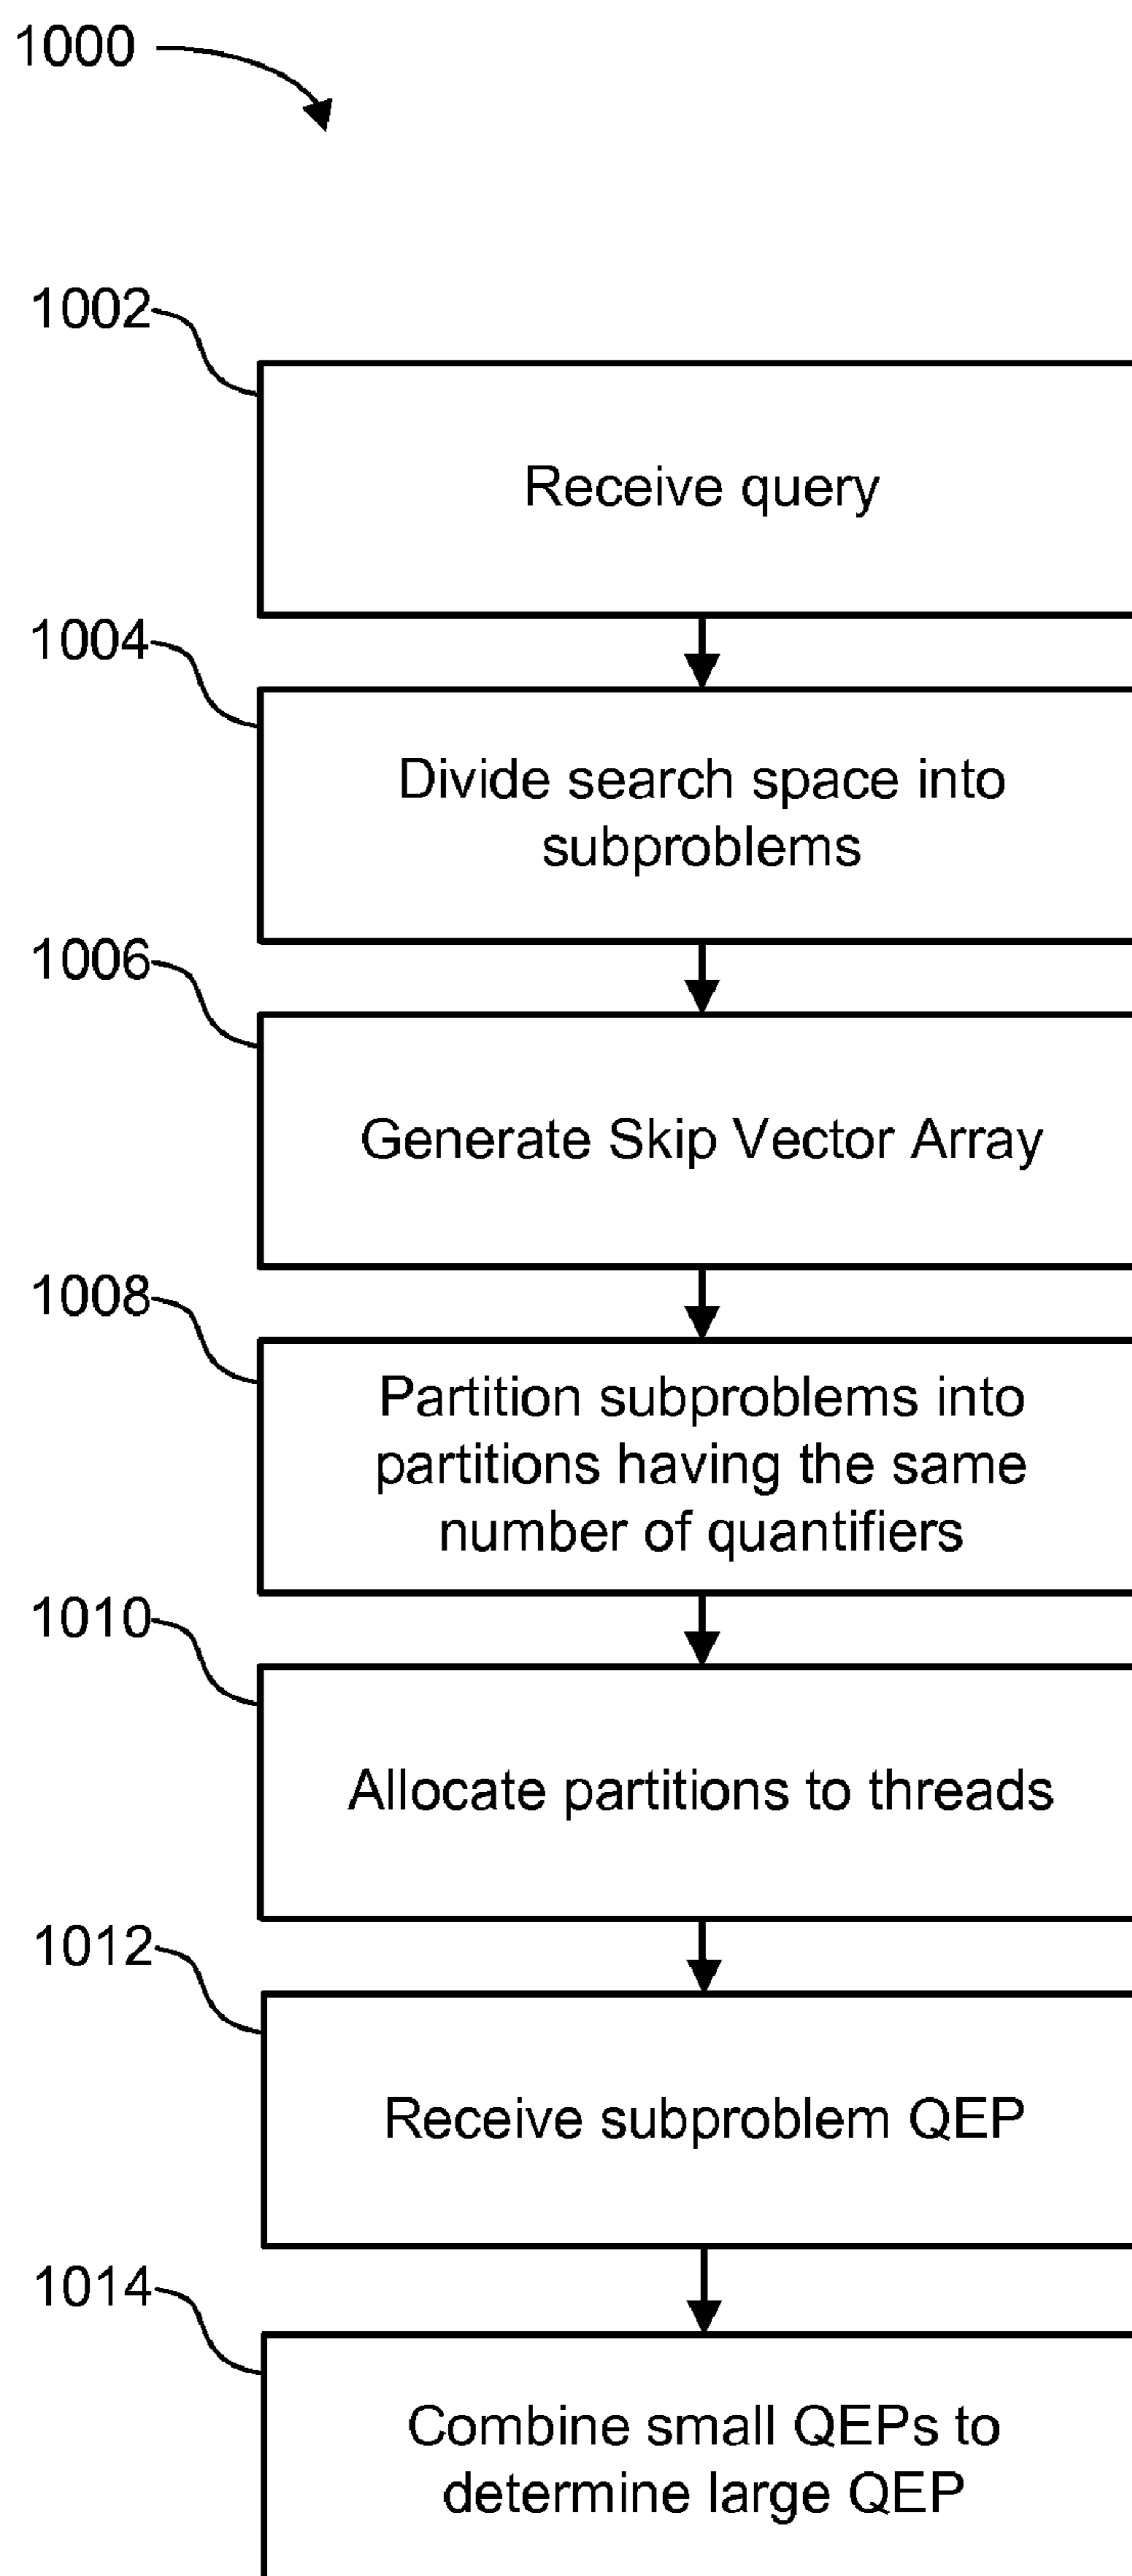 1000
1002
Receive query
1004
Divide search space into
subproblems
1006
Generate Skip Vector Array
1008
Partition subproblems into
partitions having the same
number of quantifiers
1010
Allocate partitions to threads
1012
Receive subproblem QEP
1014
Combine small QEPs to
determine large QEP